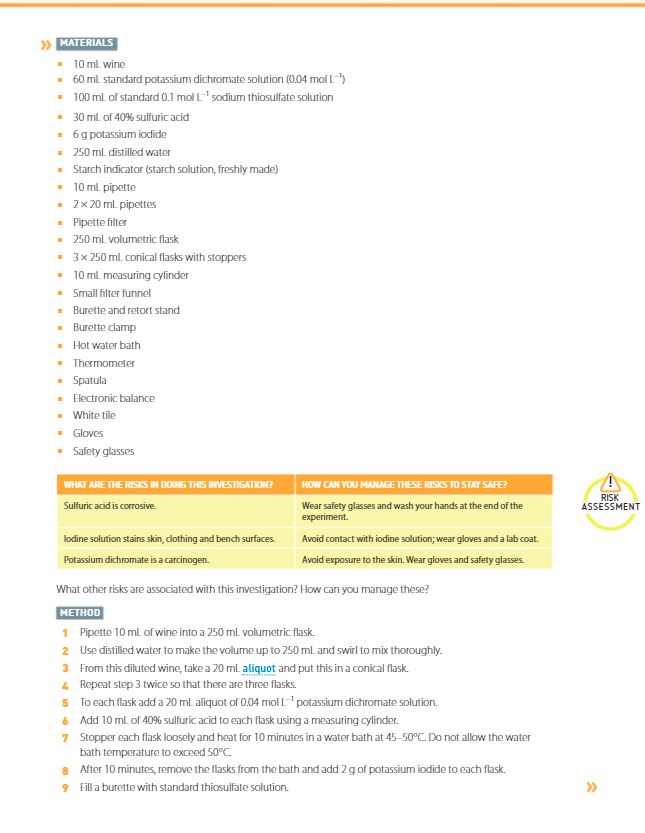 » MATERIALS
▪ 10 mL wine
▪ 60 mL standard potassium dichromate solution (0.04 mol L⁻¹)
▪ 100 mL of standard 0.1 mol L⁻¹ sodium thiosulfate solution
▪ 30 mL of 40% sulfuric acid
▪ 6 g potassium iodide
▪ 250 mL distilled water
▪ Starch indicator (starch solution, freshly made)
▪ 10 mL pipette
▪ 2 × 20 mL pipettes
▪ Pipette filter
▪ 250 mL volumetric flask
▪ 3 × 250 mL conical flasks with stoppers
▪ 10 mL measuring cylinder
▪ Small filter funnel
▪ Burette and retort stand
▪ Burette clamp
▪ Hot water bath
▪ Thermometer
▪ Spatula
▪ Electronic balance
▪ White tile
▪ Gloves
▪ Safety glasses
WHAT ARE THE RISKS IN DOING THIS INVESTIGATION? HOW CAN YOU MANAGE THESE RISKS TO STAY SAFE?
Sulfuric acid is corrosive. Wear safety glasses and wash your hands at the end of the
experiment.
Iodine solution stains skin, clothing and bench surfaces. Avoid contact with iodine solution; wear gloves and a lab coat.
Potassium dichromate is a carcinogen. Avoid exposure to the skin. Wear gloves and safety glasses.
!
RISK
ASSESSMENT
What other risks are associated with this investigation? How can you manage these?
METHOD
1 Pipette 10 mL of wine into a 250 mL volumetric flask.
2 Use distilled water to make the volume up to 250 mL and swirl to mix thoroughly.
3 From this diluted wine, take a 20 mL aliquot and put this in a conical flask.
4 Repeat step 3 twice so that there are three flasks.
5 To each flask add a 20 mL aliquot of 0.04 mol L⁻¹ potassium dichromate solution.
6 Add 10 mL of 40% sulfuric acid to each flask using a measuring cylinder.
7 Stopper each flask loosely and heat for 10 minutes in a water bath at 45–50°C. Do not allow the water
bath temperature to exceed 50°C.
8 After 10 minutes, remove the flasks from the bath and add 2 g of potassium iodide to each flask.
9 Fill a burette with standard thiosulfate solution.
»